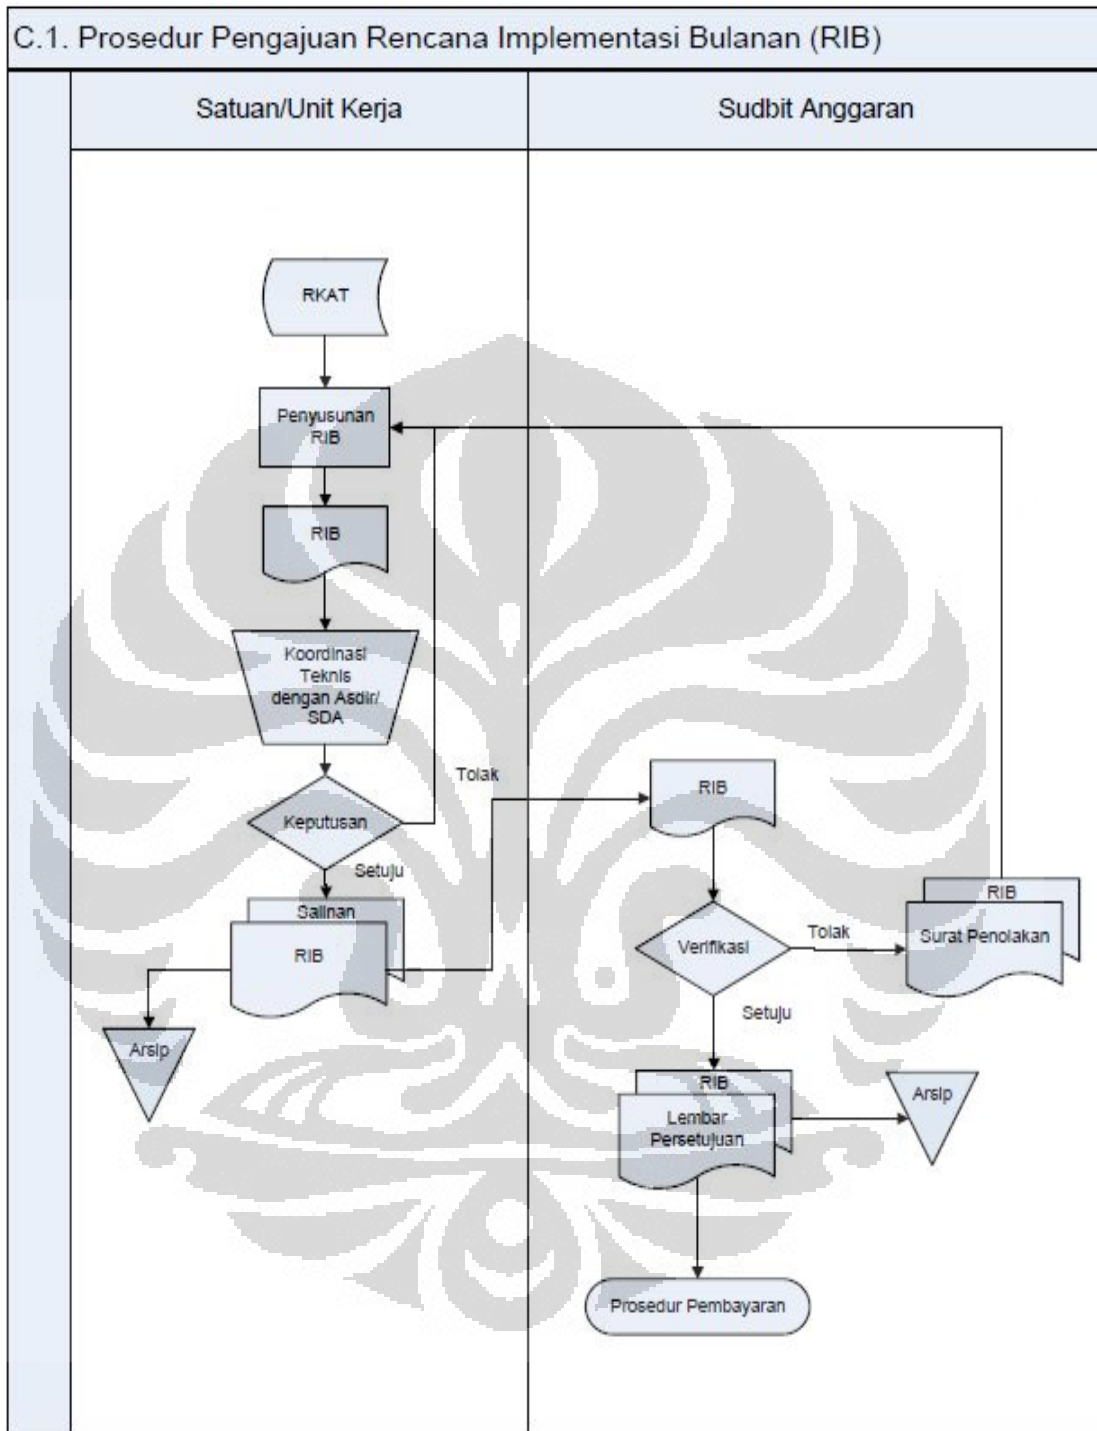 C.1. Prosedur Pengajuan Rencana Implementasi Bulanan (RIB)
Satuan/Unit Kerja
Sudbit Anggaran
RKAT
Penyusunan
RIB
RIB
Koordinasi
Teknis
dengan Asdir/
SDA
Keputusan
Tolak
Setuju
Salinan
RIB
Arsip
RIB
Verifikasi
Tolak
RIB
Surat Penolakan
Setuju
RIB
Lembar
Persetujuan
Arsip
Prosedur Pembayaran